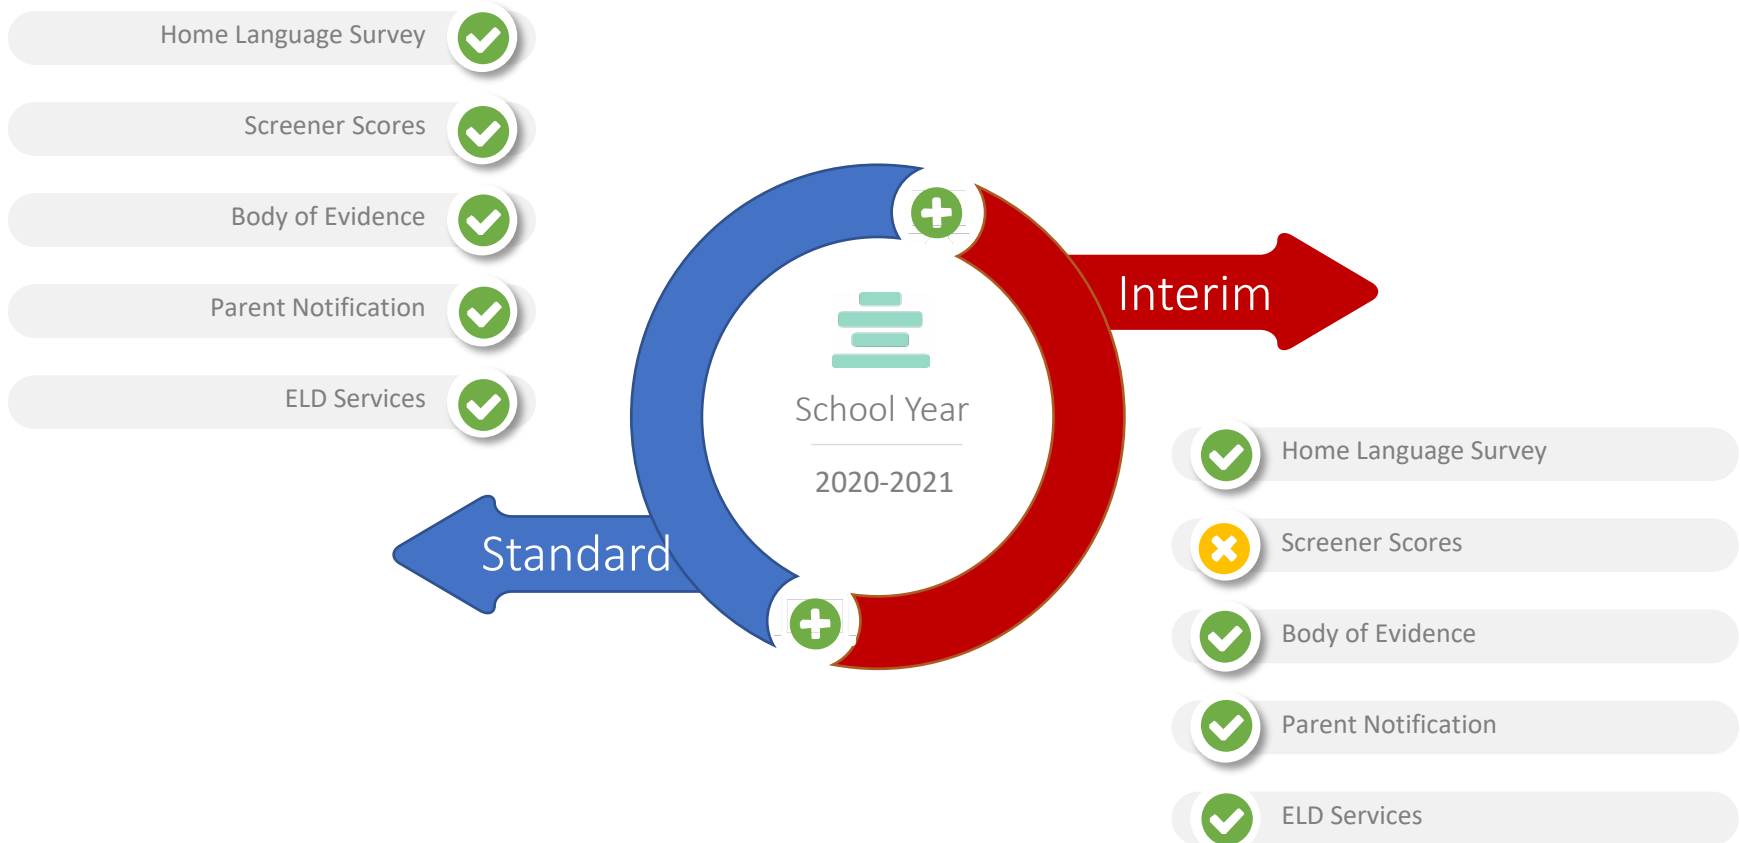 Home Language Survey
Screener Scores
Body of Evidence
Parent Notification
ELD Services
Standard
School Year
2020-2021
Interim
Home Language Survey
Screener Scores
Body of Evidence
Parent Notification
ELD Services